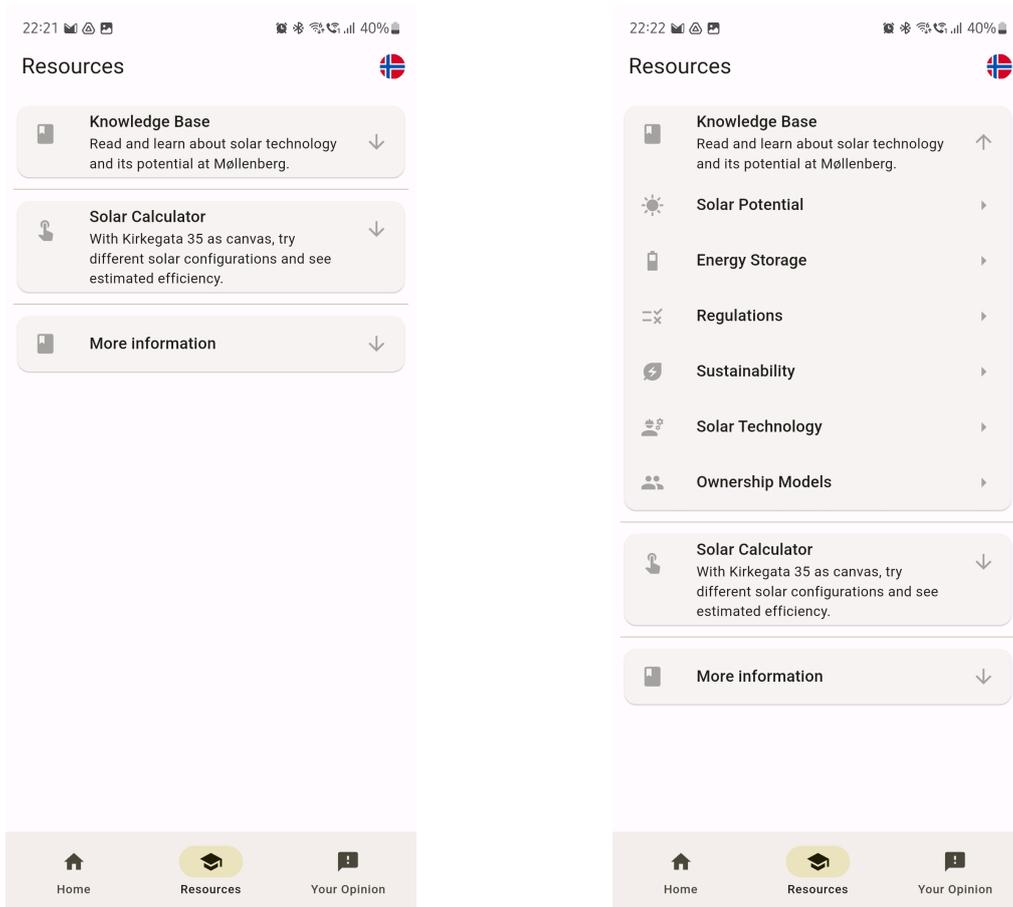 22:21
40%
Resources
Knowledge Base
Read and learn about solar technology
and its potential at Møllenberg.
Solar Calculator
With Kirkegata 35 as canvas, try
different solar configurations and see
estimated efficiency.
More information
Home
Resources
Your Opinion
22:22
40%
Resources
Knowledge Base
Read and learn about solar technology
and its potential at Møllenberg.
Solar Potential
Energy Storage
Regulations
Sustainability
Solar Technology
Ownership Models
Solar Calculator
With Kirkegata 35 as canvas, try
different solar configurations and see
estimated efficiency.
More information
Home
Resources
Your Opinion